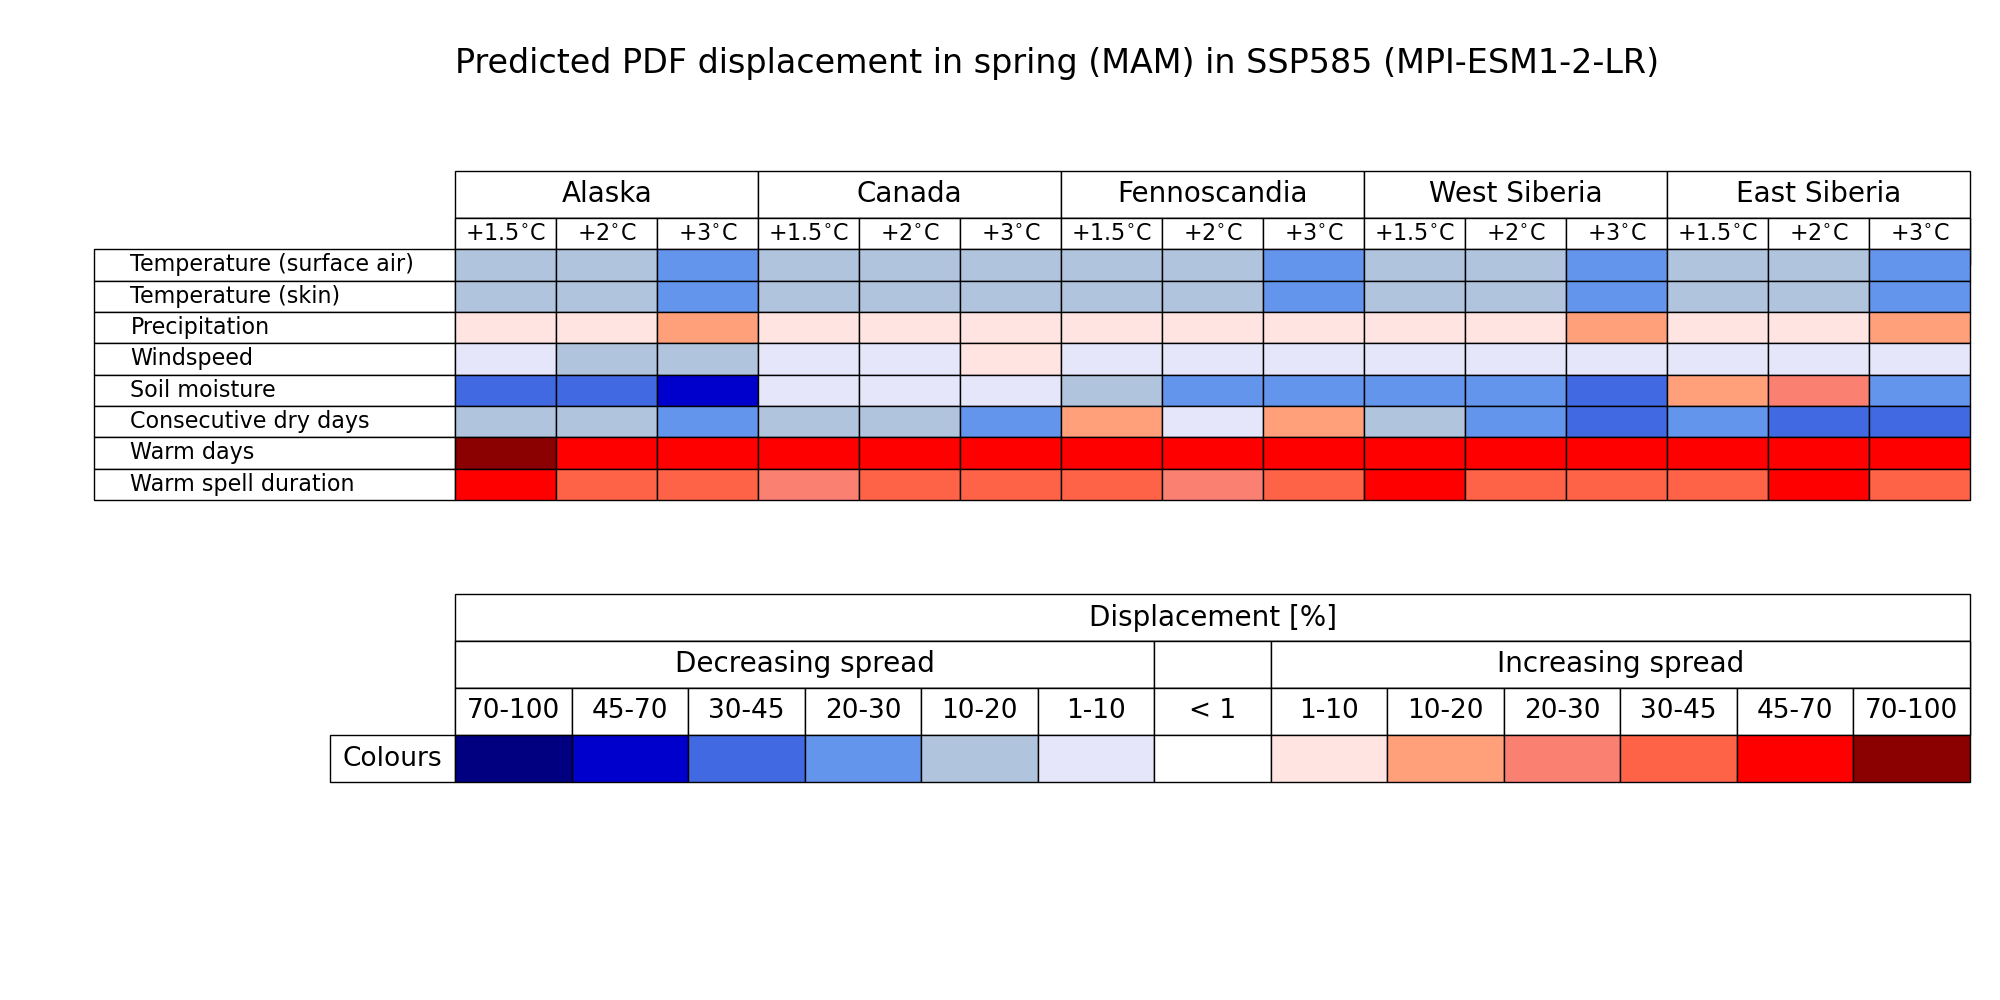 Predicted PDF displacement in spring (MAM) in SSP585 (MPI-ESM1-2-LR)
Alaska Canada Fennoscandia West Siberia East Siberia
+1.5°C +2°C +3°C +1.5°C +2°C +3°C +1.5°C +2°C +3°C +1.5°C +2°C +3°C +1.5°C +2°C +3°C
Temperature (surface air)
Temperature (skin)
Precipitation
Windspeed
Soil moisture
Consecutive dry days
Warm days
Warm spell duration
Displacement [%]
Decreasing spread Increasing spread
70-100 45-70 30-45 20-30 10-20 1-10 < 1 1-10 10-20 20-30 30-45 45-70 70-100
Colours